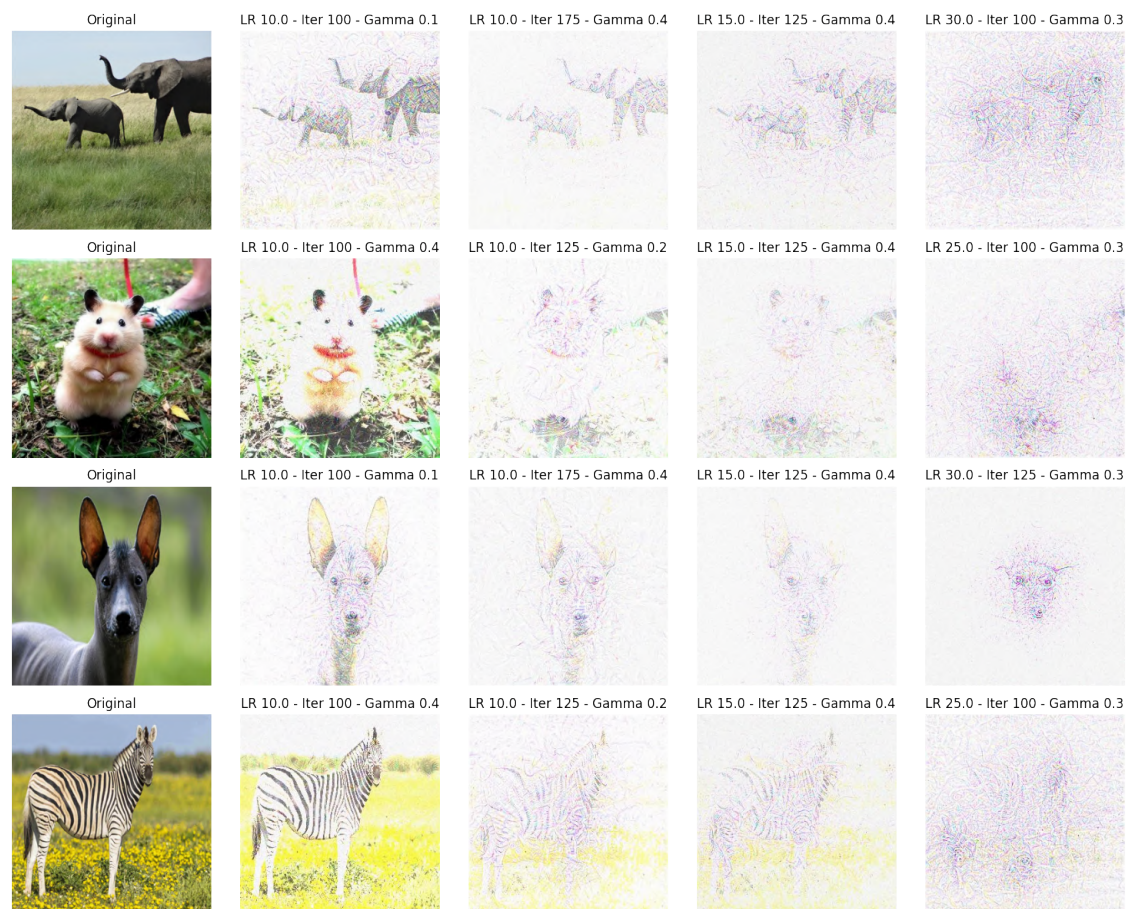 Original
LR 10.0 - Iter 100 - Gamma 0.1
LR 10.0 - Iter 175 - Gamma 0.4
LR 15.0 - Iter 125 - Gamma 0.4
LR 30.0 - Iter 100 - Gamma 0.3
Original
LR 10.0 - Iter 100 - Gamma 0.4
LR 10.0 - Iter 125 - Gamma 0.2
LR 15.0 - Iter 125 - Gamma 0.4
LR 25.0 - Iter 100 - Gamma 0.3
Original
LR 10.0 - Iter 100 - Gamma 0.1
LR 10.0 - Iter 175 - Gamma 0.4
LR 15.0 - Iter 125 - Gamma 0.4
LR 30.0 - Iter 125 - Gamma 0.3
Original
LR 10.0 - Iter 100 - Gamma 0.4
LR 10.0 - Iter 125 - Gamma 0.2
LR 15.0 - Iter 125 - Gamma 0.4
LR 25.0 - Iter 100 - Gamma 0.3